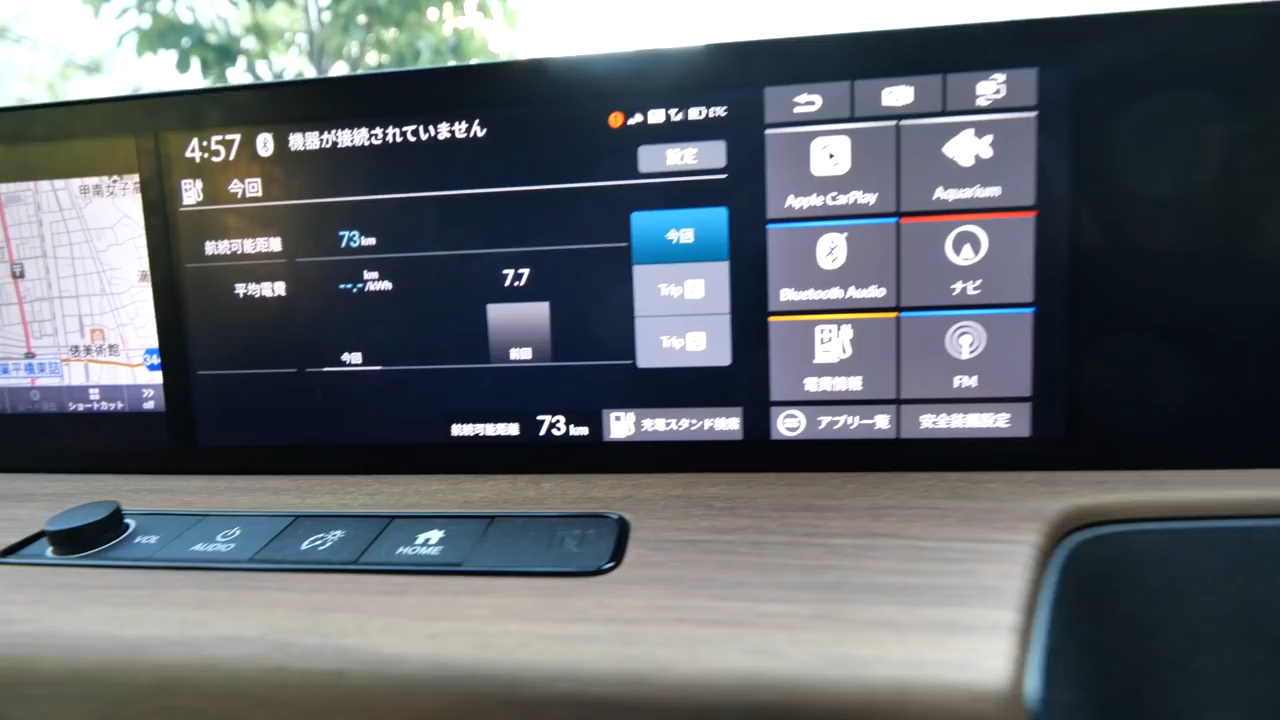 4:57 機器が接続されていません
ETC
設定
今回
航続可能距離 73km
今回
平均電費 --.- km/kWh 7.7
Trip
Trip
今回 前回
航続可能距離 73km 充電スタンド検索
Apple CarPlay Aquarium
Bluetooth Audio ナビ
電費情報 FM
アプリ一覧 安全装備設定
甲南女子
美術館
平橋東詰
ショートカット off
VOL AUDIO HOME